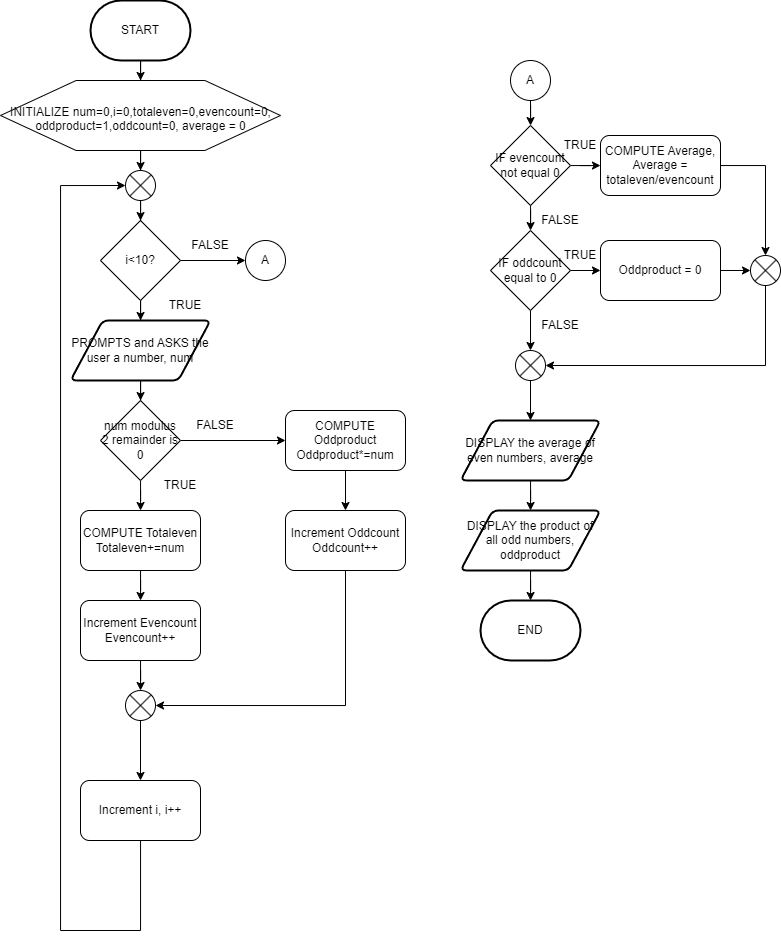 START
INITIALIZE num=0,i=0,totaleven=0,evencount=0,
oddproduct=1,oddcount=0, average = 0
i<10?
FALSE
A
TRUE
PROMPTS and ASKS the
user a number, num
num modulus
2 remainder is
0
FALSE
COMPUTE
Oddproduct
Oddproduct*=num
TRUE
COMPUTE Totaleven
Totaleven+=num
Increment Oddcount
Oddcount++
Increment Evencount
Evencount++
Increment i, i++
A
IF evencount
not equal 0
TRUE
COMPUTE Average,
Average =
totaleven/evencount
FALSE
IF oddcount
equal to 0
TRUE
Oddproduct = 0
FALSE
DISPLAY the average of
even numbers, average
DISPLAY the product of
all odd numbers,
oddproduct
END